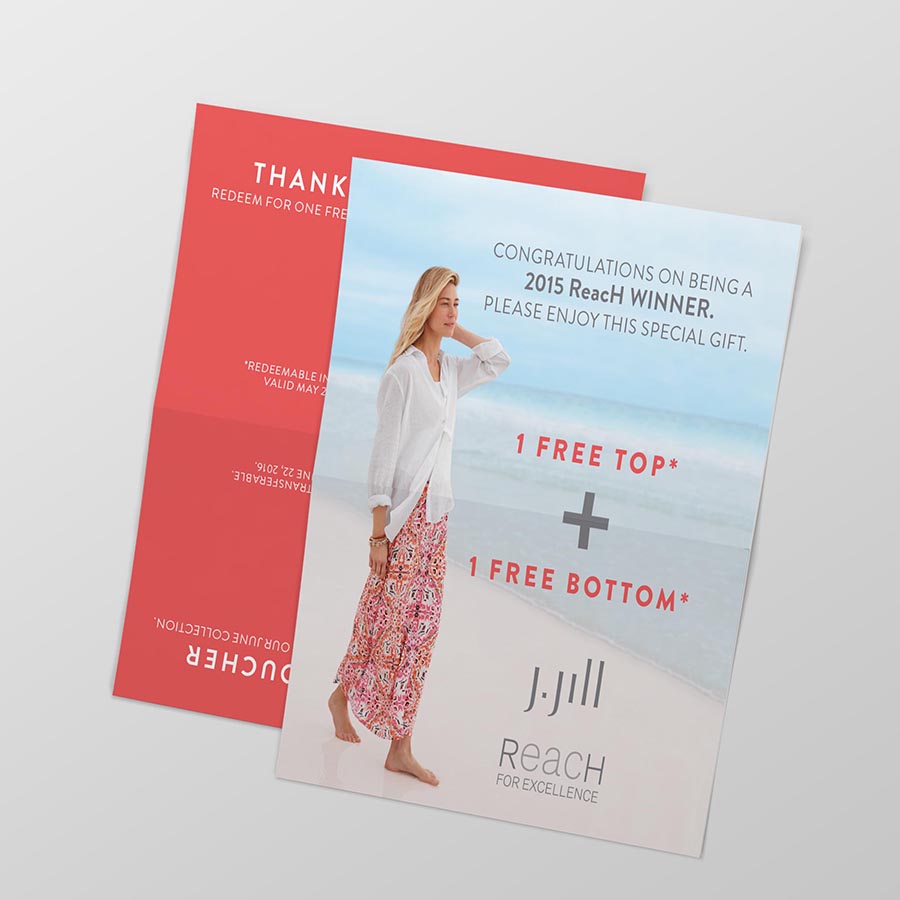 THANK
REDEEM FOR ONE FRE
*REDEEMABLE IN
VALID MAY 2
OUCHER
OUR JUNE COLLECTION.
TRANSFERABLE.
NE 22, 2016.
CONGRATULATIONS ON BEING A
2015 ReacH WINNER.
PLEASE ENJOY THIS SPECIAL GIFT.
1 FREE TOP*
+
1 FREE BOTTOM*
J.Jill
ReacH
FOR EXCELLENCE